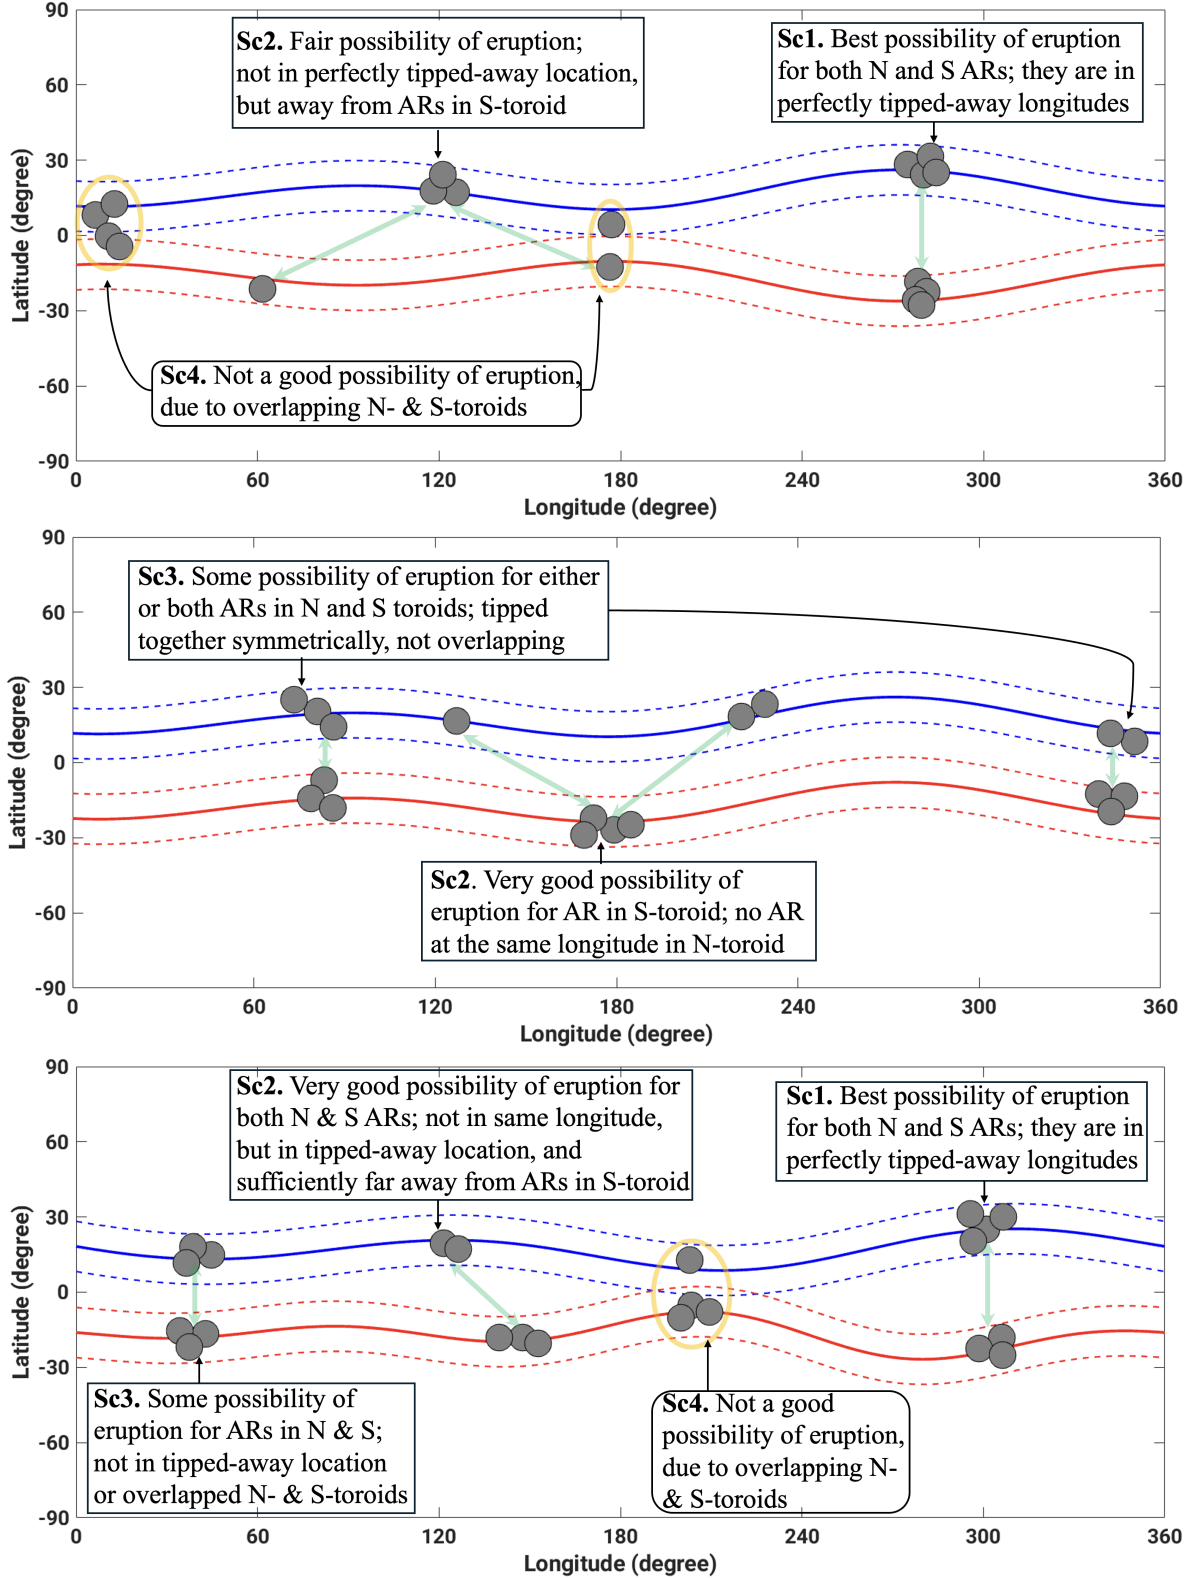 Sc2. Fair possibility of eruption;
not in perfectly tipped-away location,
but away from ARs in S-toroid
Sc1. Best possibility of eruption
for both N and S ARs; they are in
perfectly tipped-away longitudes
Sc4. Not a good possibility of eruption,
due to overlapping N- & S-toroids
90
60
30
0
-30
-60
-90
Latitude (degree)
0 60 120 180 240 300 360
Longitude (degree)
Sc3. Some possibility of eruption for either
or both ARs in N and S toroids; tipped
together symmetrically, not overlapping
Sc2. Very good possibility of
eruption for AR in S-toroid; no AR
at the same longitude in N-toroid
90
60
30
0
-30
-60
-90
Latitude (degree)
0 60 120 180 240 300 360
Longitude (degree)
Sc2. Very good possibility of eruption for
both N & S ARs; not in same longitude,
but in tipped-away location, and
sufficiently far away from ARs in S-toroid
Sc1. Best possibility of eruption
for both N and S ARs; they are in
perfectly tipped-away longitudes
Sc3. Some possibility of
eruption for ARs in N & S;
not in tipped-away location
or overlapped N- & S-toroids
Sc4. Not a good
possibility of eruption,
due to overlapping N-
& S-toroids
90
60
30
0
-30
-60
-90
Latitude (degree)
0 60 120 180 240 300 360
Longitude (degree)